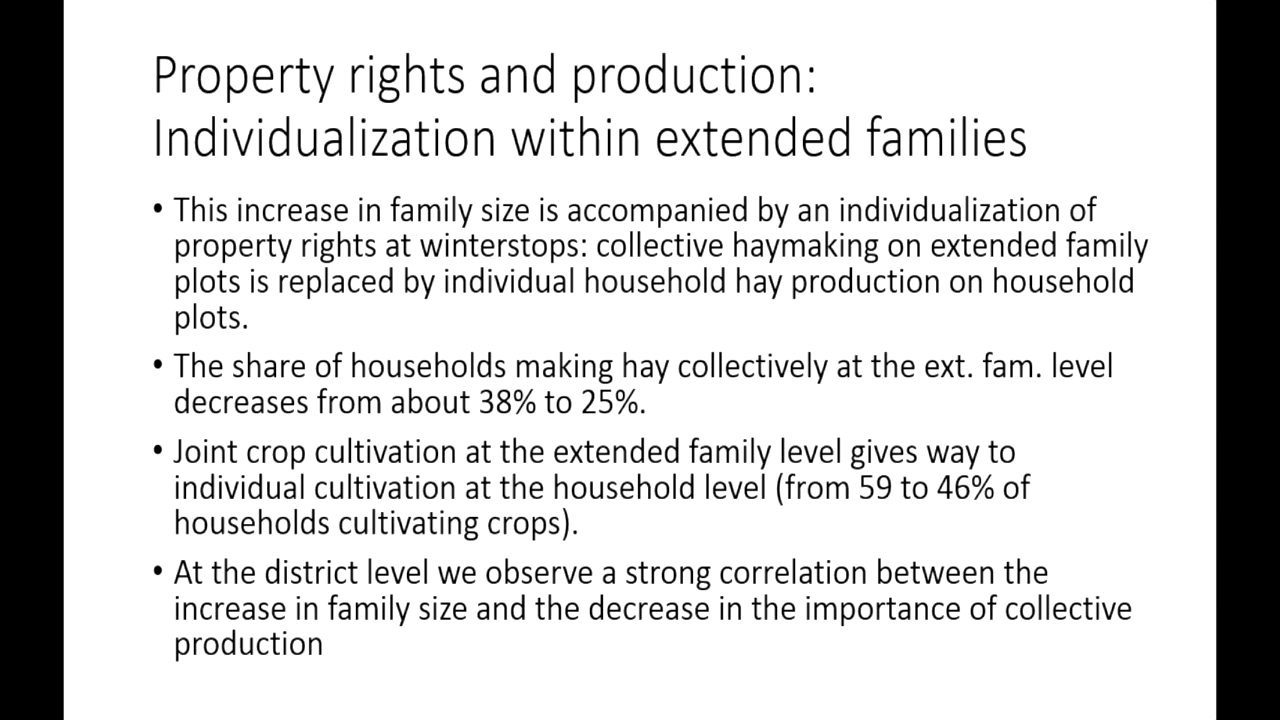 Property rights and production:
Individualization within extended families
• This increase in family size is accompanied by an individualization of
property rights at winterstops: collective haymaking on extended family
plots is replaced by individual household hay production on household
plots.
• The share of households making hay collectively at the ext. fam. level
decreases from about 38% to 25%.
• Joint crop cultivation at the extended family level gives way to
individual cultivation at the household level (from 59 to 46% of
households cultivating crops).
• At the district level we observe a strong correlation between the
increase in family size and the decrease in the importance of collective
production